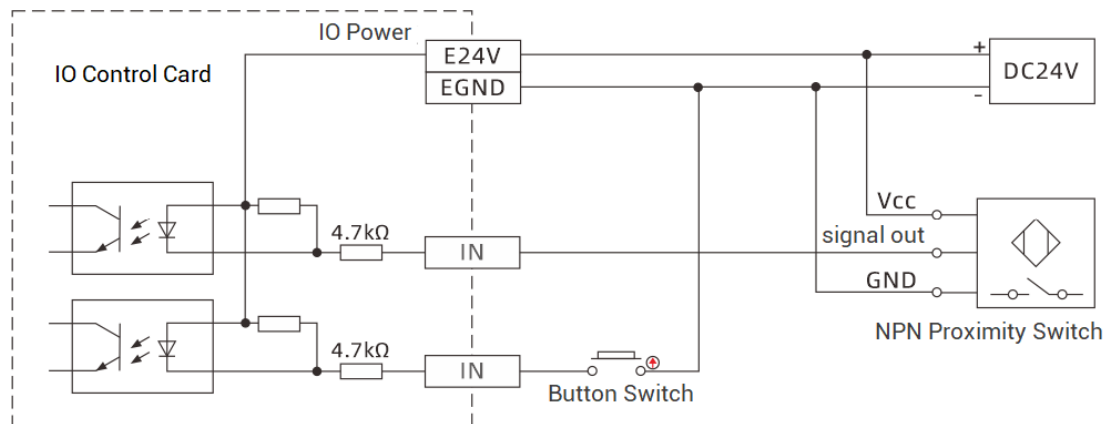 IO Power
E24V
+
IO Control Card
DC24V
EGND
-
Vcc
4.7kΩ
signal out
IN
GND
NPN Proximity Switch
4.7kΩ
IN
Button Switch